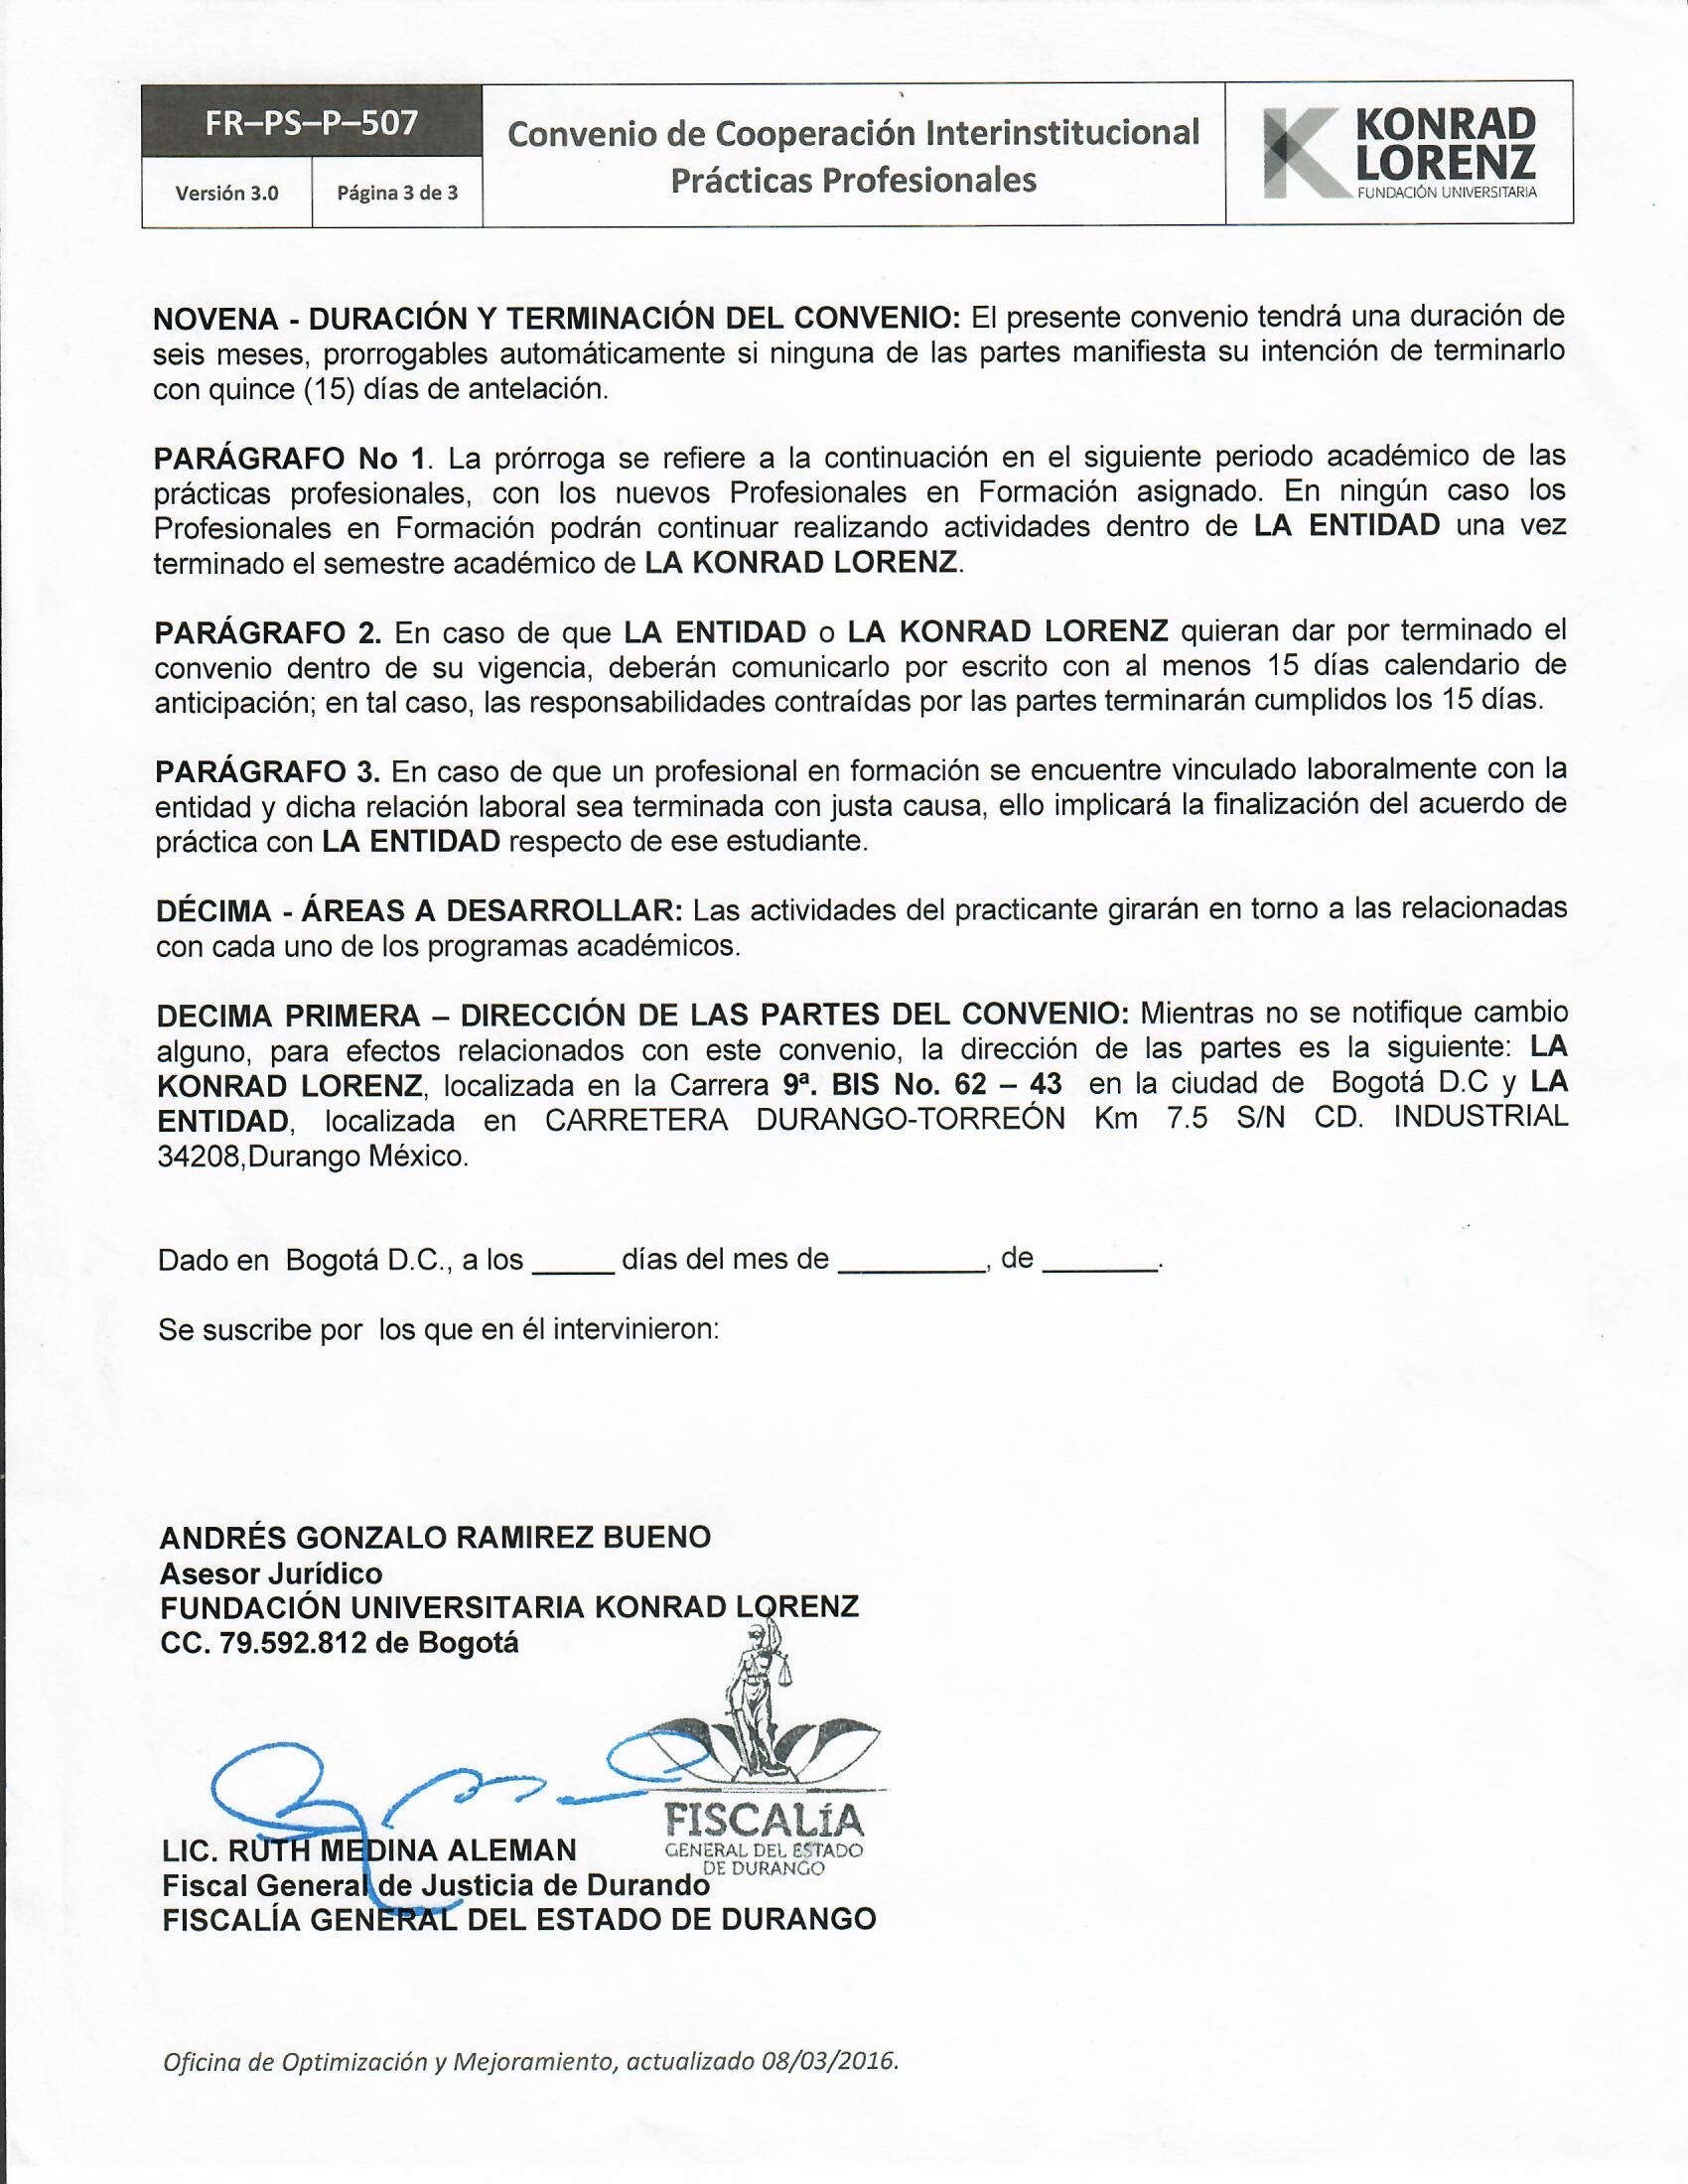 FR–PS–P–507
Versión 3.0
Página 3 de 3
Convenio de Cooperación Interinstitucional
Prácticas Profesionales
KONRAD
LORENZ
FUNDACIÓN UNIVERSITARIA
NOVENA - DURACIÓN Y TERMINACIÓN DEL CONVENIO: El presente convenio tendrá una duración de
seis meses, prorrogables automáticamente si ninguna de las partes manifiesta su intención de terminarlo
con quince (15) días de antelación.
PARÁGRAFO No 1. La prórroga se refiere a la continuación en el siguiente periodo académico de las
prácticas profesionales, con los nuevos Profesionales en Formación asignado. En ningún caso los
Profesionales en Formación podrán continuar realizando actividades dentro de LA ENTIDAD una vez
terminado el semestre académico de LA KONRAD LORENZ.
PARÁGRAFO 2. En caso de que LA ENTIDAD o LA KONRAD LORENZ quieran dar por terminado el
convenio dentro de su vigencia, deberán comunicarlo por escrito con al menos 15 días calendario de
anticipación; en tal caso, las responsabilidades contraídas por las partes terminarán cumplidos los 15 días.
PARÁGRAFO 3. En caso de que un profesional en formación se encuentre vinculado laboralmente con la
entidad y dicha relación laboral sea terminada con justa causa, ello implicará la finalización del acuerdo de
práctica con LA ENTIDAD respecto de ese estudiante.
DÉCIMA - ÁREAS A DESARROLLAR: Las actividades del practicante girarán en torno a las relacionadas
con cada uno de los programas académicos.
DECIMA PRIMERA – DIRECCIÓN DE LAS PARTES DEL CONVENIO: Mientras no se notifique cambio
alguno, para efectos relacionados con este convenio, la dirección de las partes es la siguiente: LA
KONRAD LORENZ, localizada en la Carrera 9ª. BIS No. 62 – 43 en la ciudad de Bogotá D.C y LA
ENTIDAD, localizada en CARRETERA DURANGO-TORREÓN Km 7.5 S/N CD. INDUSTRIAL
34208,Durango México.
Dado en Bogotá D.C., a los _____ días del mes de _________, de _______.
Se suscribe por los que en él intervinieron:
ANDRÉS GONZALO RAMIREZ BUENO
Asesor Jurídico
FUNDACIÓN UNIVERSITARIA KONRAD LORENZ
CC. 79.592.812 de Bogotá
FISCALíA
GENERAL DEL ESTADO
DE DURANGO
LIC. RUTH MEDINA ALEMAN
Fiscal General de Justicia de Durando
FISCALÍA GENERAL DEL ESTADO DE DURANGO
Oficina de Optimización y Mejoramiento, actualizado 08/03/2016.